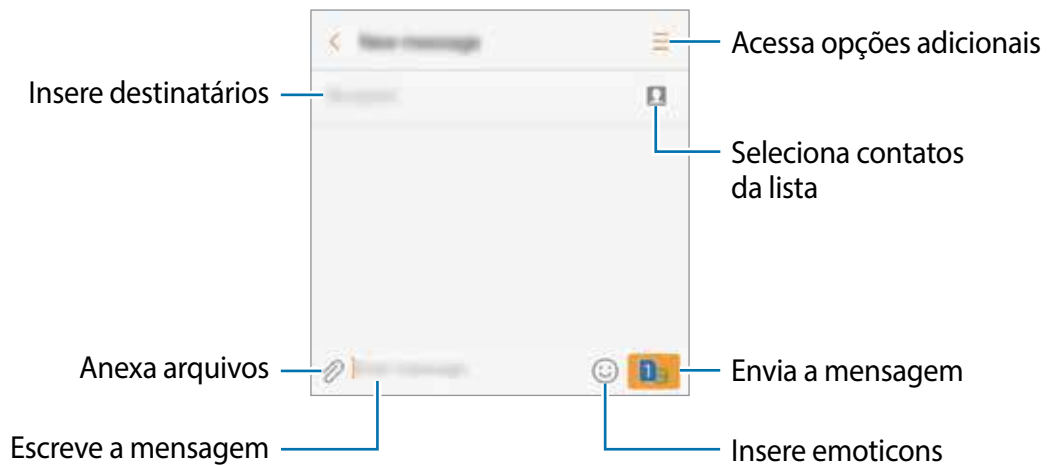 New message
Acessa opções adicionais
Insere destinatários
Seleciona contatos
da lista
Anexa arquivos
1
Envia a mensagem
Escreve a mensagem
Insere emoticons